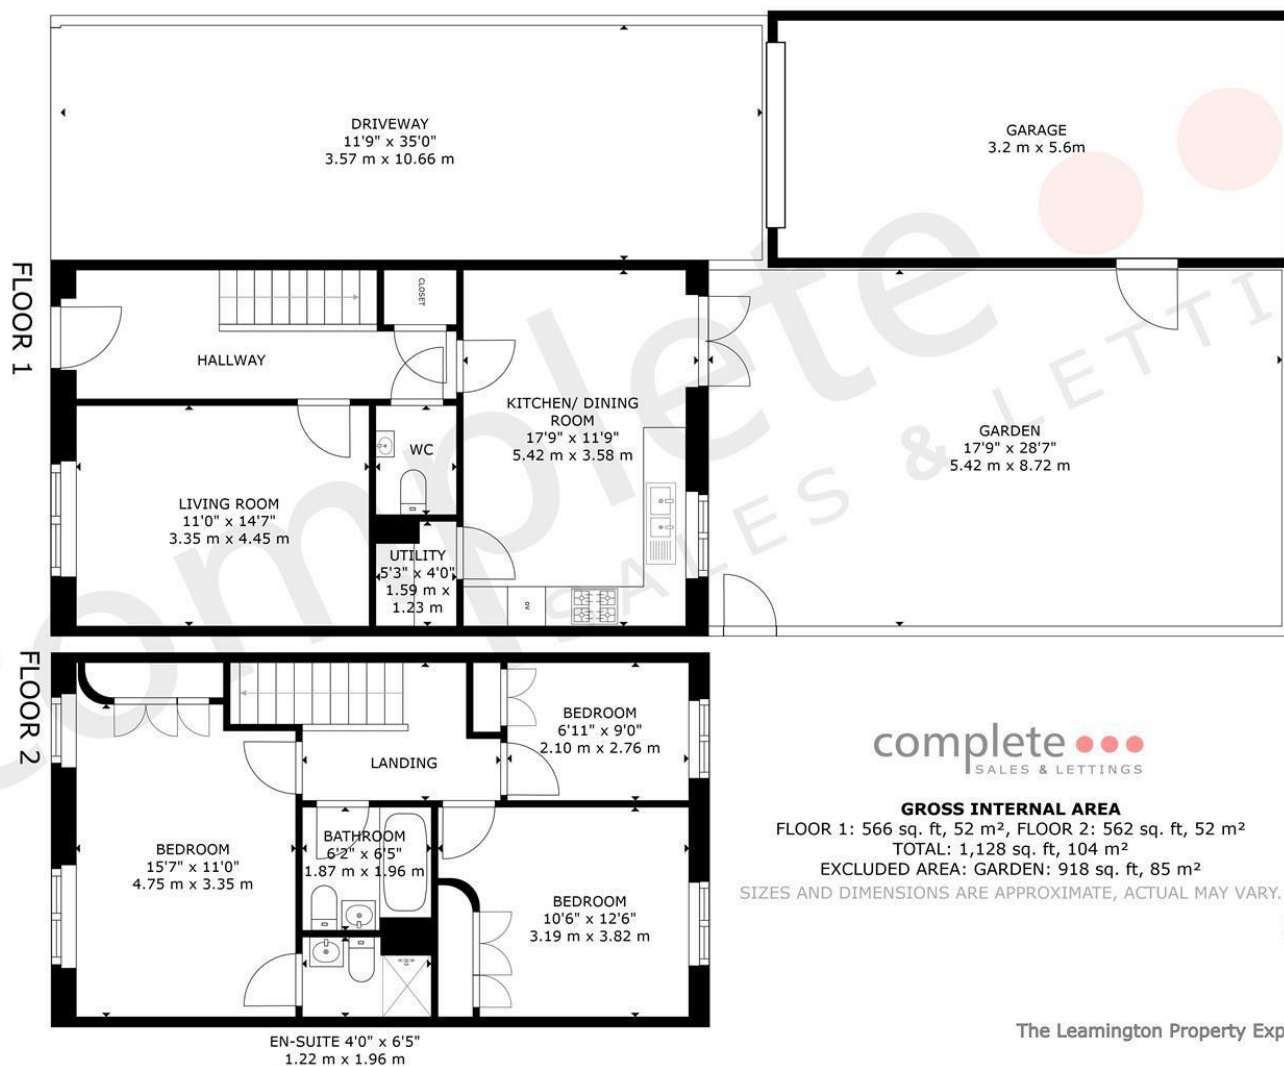 DRIVEWAY
11'9" x 35'0"
3.57 m x 10.66 m
GARAGE
3.2 m x 5.6m
FLOOR 1
CLOSET
HALLWAY
KITCHEN/ DINING
ROOM
17'9" x 11'9"
5.42 m x 3.58 m
WC
GARDEN
17'9" x 28'7"
5.42 m x 8.72 m
LIVING ROOM
11'0" x 14'7"
3.35 m x 4.45 m
UTILITY
5'3" x 4'0"
1.59 m x
1.23 m
OV
complete
SALES & LETTI
FLOOR 2
BEDROOM
6'11" x 9'0"
2.10 m x 2.76 m
LANDING
BEDROOM
15'7" x 11'0"
4.75 m x 3.35 m
BATHROOM
6'2" x 6'5"
1.87 m x 1.96 m
BEDROOM
10'6" x 12'6"
3.19 m x 3.82 m
EN-SUITE 4'0" x 6'5"
1.22 m x 1.96 m
complete
SALES & LETTINGS
GROSS INTERNAL AREA
FLOOR 1: 566 sq. ft, 52 m², FLOOR 2: 562 sq. ft, 52 m²
TOTAL: 1,128 sq. ft, 104 m²
EXCLUDED AREA: GARDEN: 918 sq. ft, 85 m²
SIZES AND DIMENSIONS ARE APPROXIMATE, ACTUAL MAY VARY.
The Leamington Property Exp